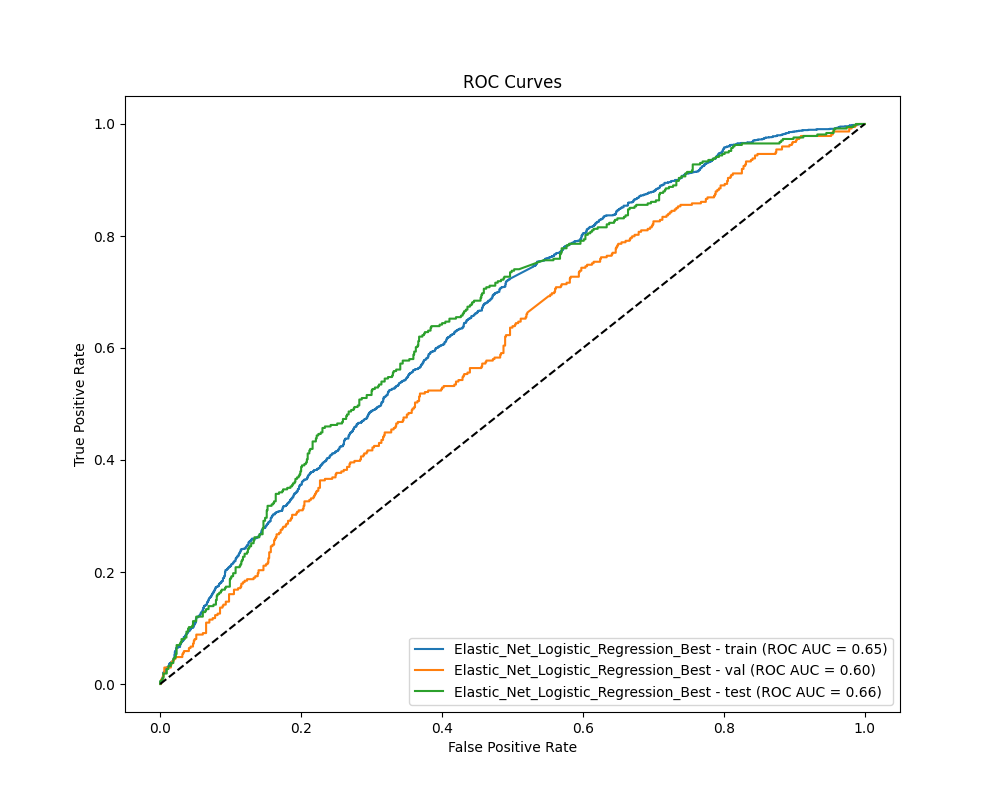 ROC Curves
True Positive Rate
1.0
0.8
0.6
0.4
0.2
0.0
0.0 0.2 0.4 0.6 0.8 1.0
False Positive Rate
Elastic_Net_Logistic_Regression_Best - train (ROC AUC = 0.65)
Elastic_Net_Logistic_Regression_Best - val (ROC AUC = 0.60)
Elastic_Net_Logistic_Regression_Best - test (ROC AUC = 0.66)